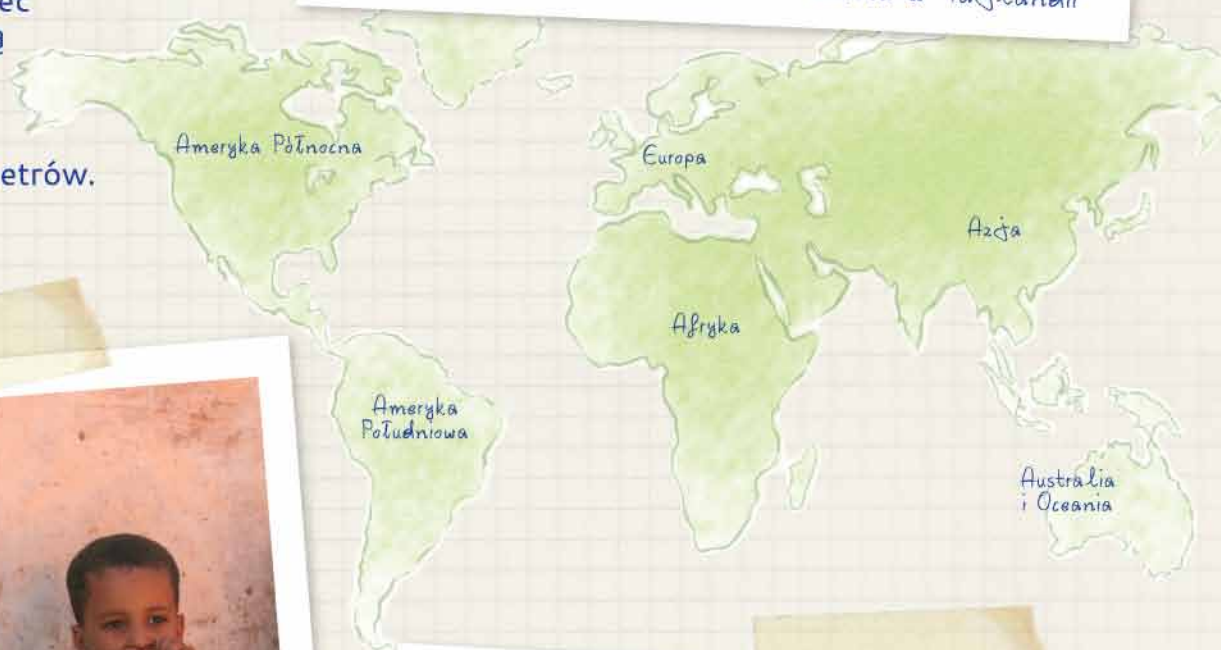 etrów.
Ameryka Północna
Europa
Azja
Afryka
Ameryka
Południowa
Australia
i Oceania